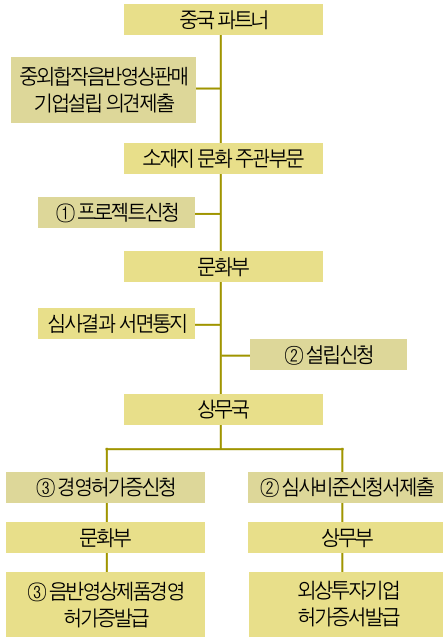 중국 파트너
중외합작음반영상판매
기업설립 의견제출
소재지 문화 주관부문
① 프로젝트신청
문화부
심사결과 서면통지
② 설립신청
상무국
③ 경영허가증신청
② 심사비준신청서제출
문화부
상무부
③ 음반영상제품경영
허가증발급
외상투자기업
허가증서발급